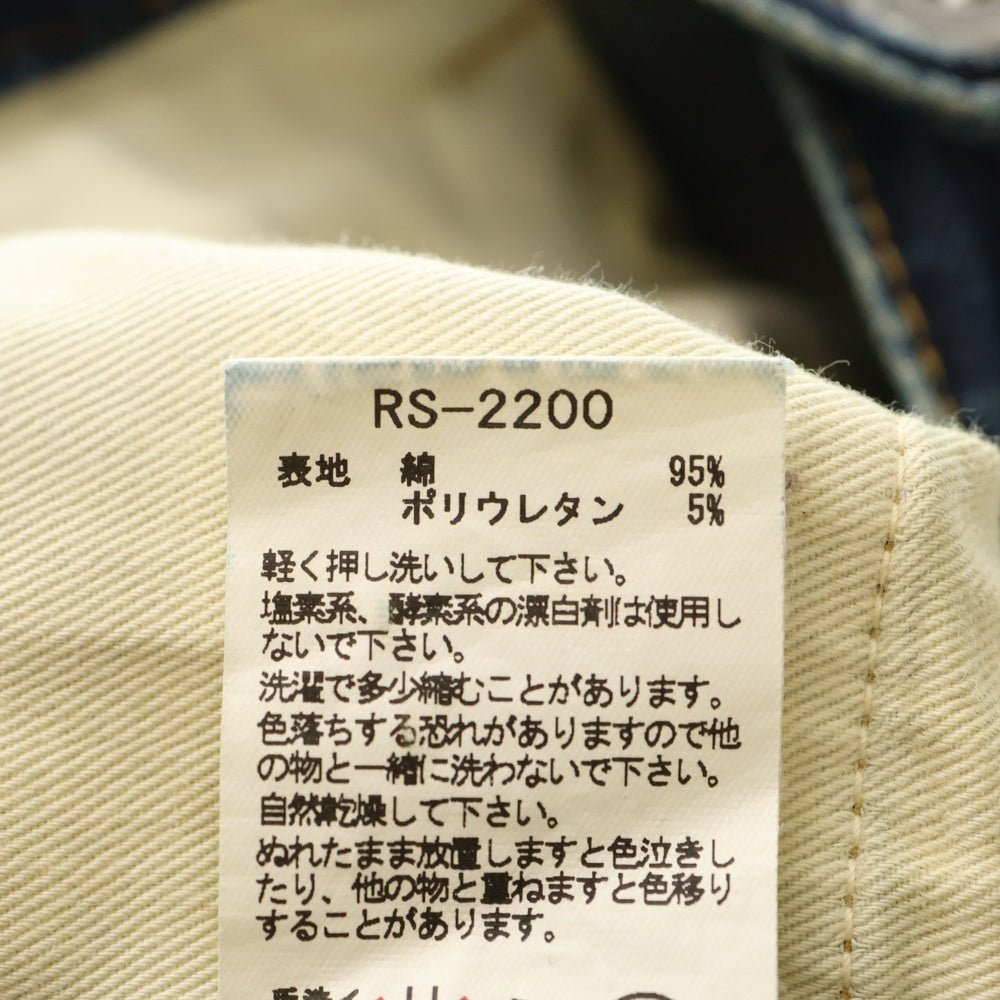 RS-2200
表地 綿 95%
ポリウレタン 5%
軽く押し洗いして下さい。
塩素系、酵素系の漂白剤は使用し
ないで下さい。
洗濯で多少縮むことがあります。
色落ちする恐れがありますので他
の物と一緒に洗わないで下さい。
自然乾燥して下さい。
ぬれたまま放置しますと色泣きし
たり、他の物と重ねますと色移り
することがあります。